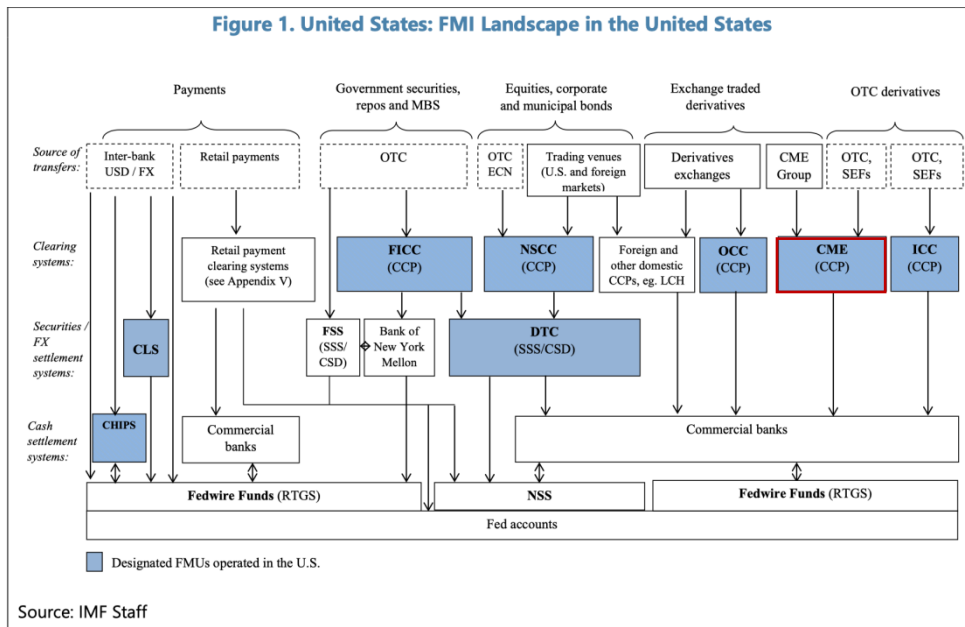 Figure 1. United States: FMI Landscape in the United States
Payments
Government securities,
repos and MBS
Equities, corporate
and municipal bonds
Exchange traded
derivatives
OTC derivatives
Source of
transfers:
Inter-bank
USD / FX
Retail payments
OTC
OTC
ECN
Trading venues
(U.S. and foreign
markets)
Derivatives
exchanges
CME
Group
OTC,
SEFs
OTC,
SEFs
Clearing
systems:
Retail payment
clearing systems
(see Appendix V)
FICC
(CCP)
NSCC
(CCP)
Foreign and
other domestic
CCPs, eg. LCH
OCC
(CCP)
CME
(CCP)
ICC
(CCP)
Securities /
FX
settlement
systems:
CLS
FSS
(SSS/
CSD)
Bank of
New York
Mellon
DTC
(SSS/CSD)
Cash
settlement
systems:
CHIPS
Commercial
banks
Commercial banks
Fedwire Funds (RTGS)
NSS
Fedwire Funds (RTGS)
Fed accounts
Designated FMUs operated in the U.S.
Source: IMF Staff